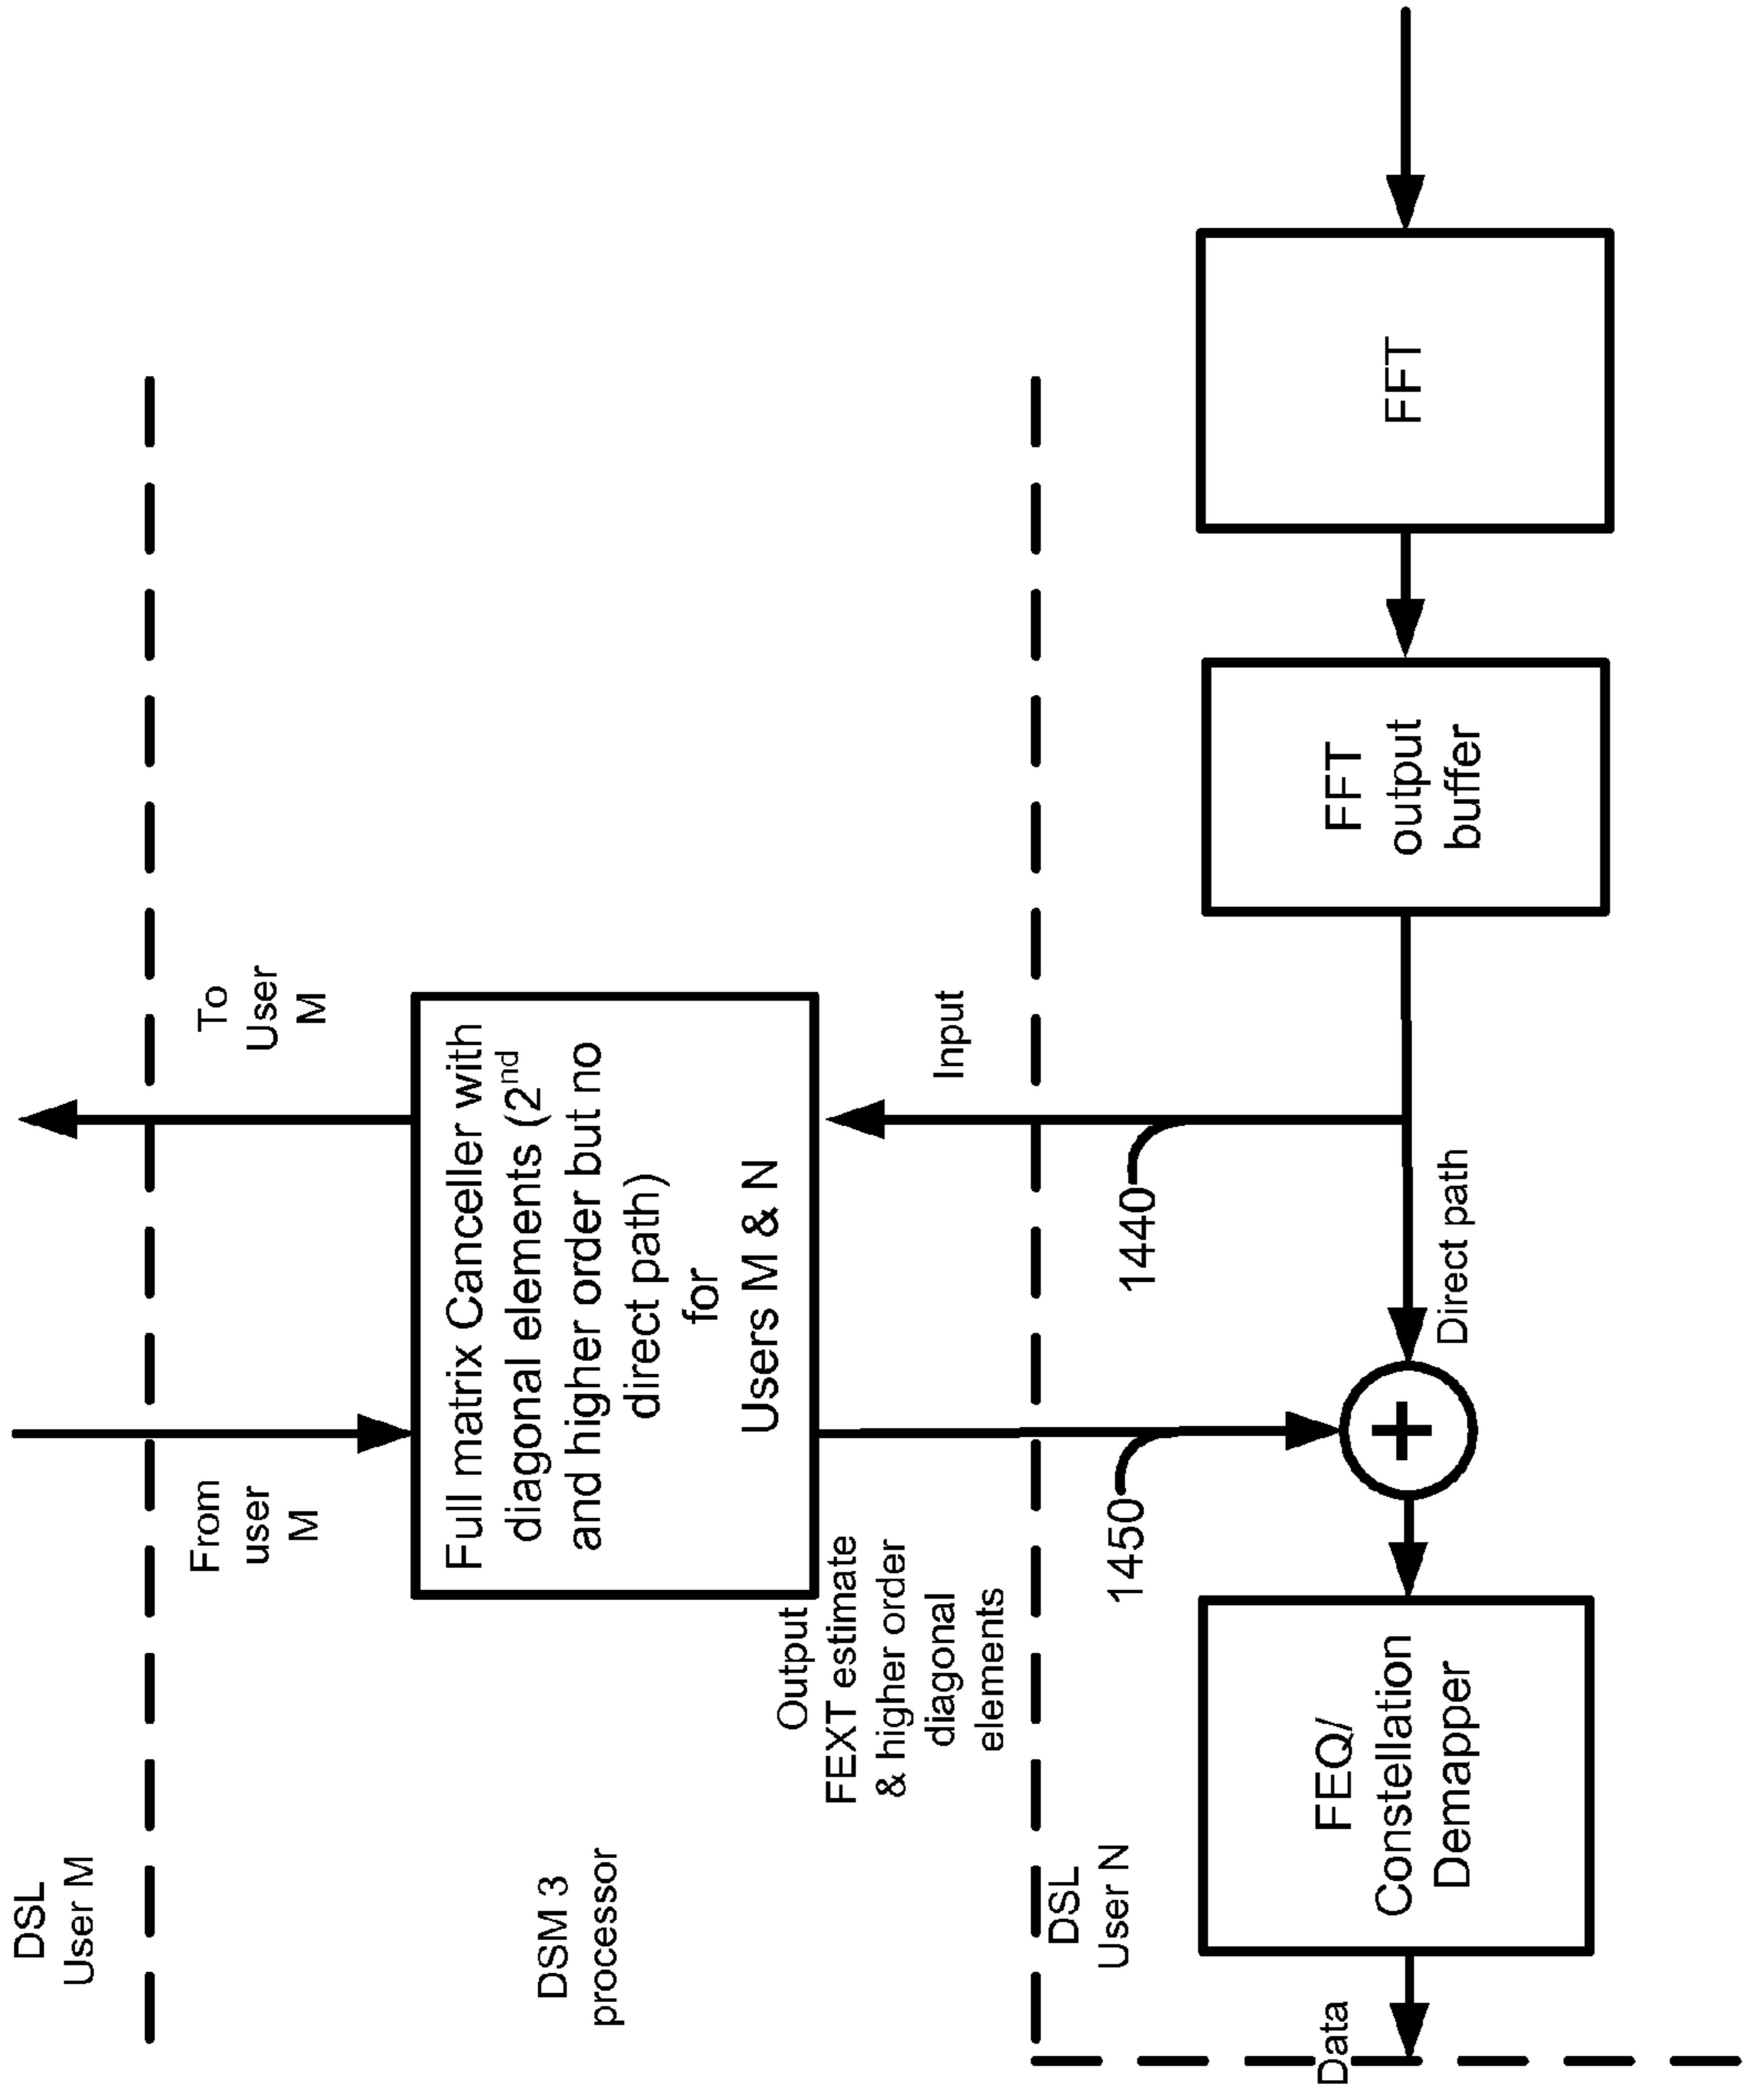 DSL
User M
From
user
M
To
User
M
DSM 3
processor
Full matrix Canceller with
diagonal elements (2nd
and higher order but no
direct path)
for
Users M & N
Output
FEXT estimate
& higher order
diagonal
elements
Input
DSL
User N
1450
1440
Data
FEQ/
Constellation
Demapper
+
Direct path
FFT
output
buffer
FFT